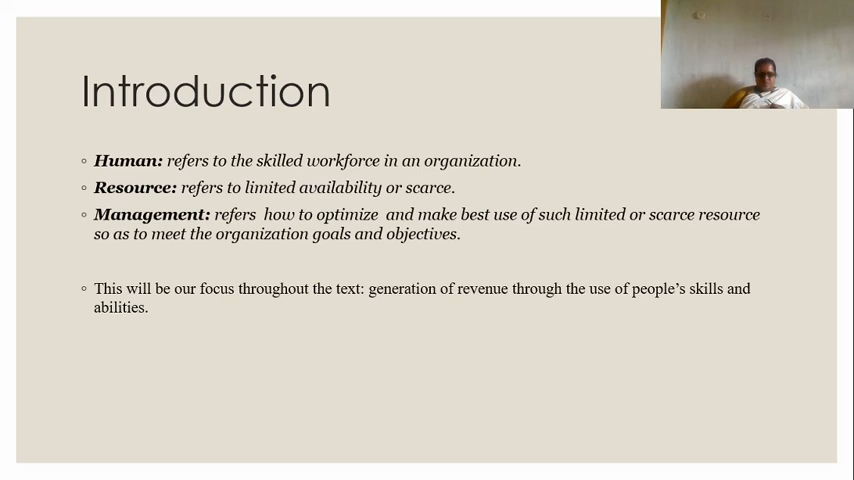 Introduction
◦ Human: refers to the skilled workforce in an organization.
◦ Resource: refers to limited availability or scarce.
◦ Management: refers  how to optimize  and make best use of such limited or scarce resource
so as to meet the organization goals and objectives.
◦ This will be our focus throughout the text: generation of revenue through the use of people’s skills and
abilities.